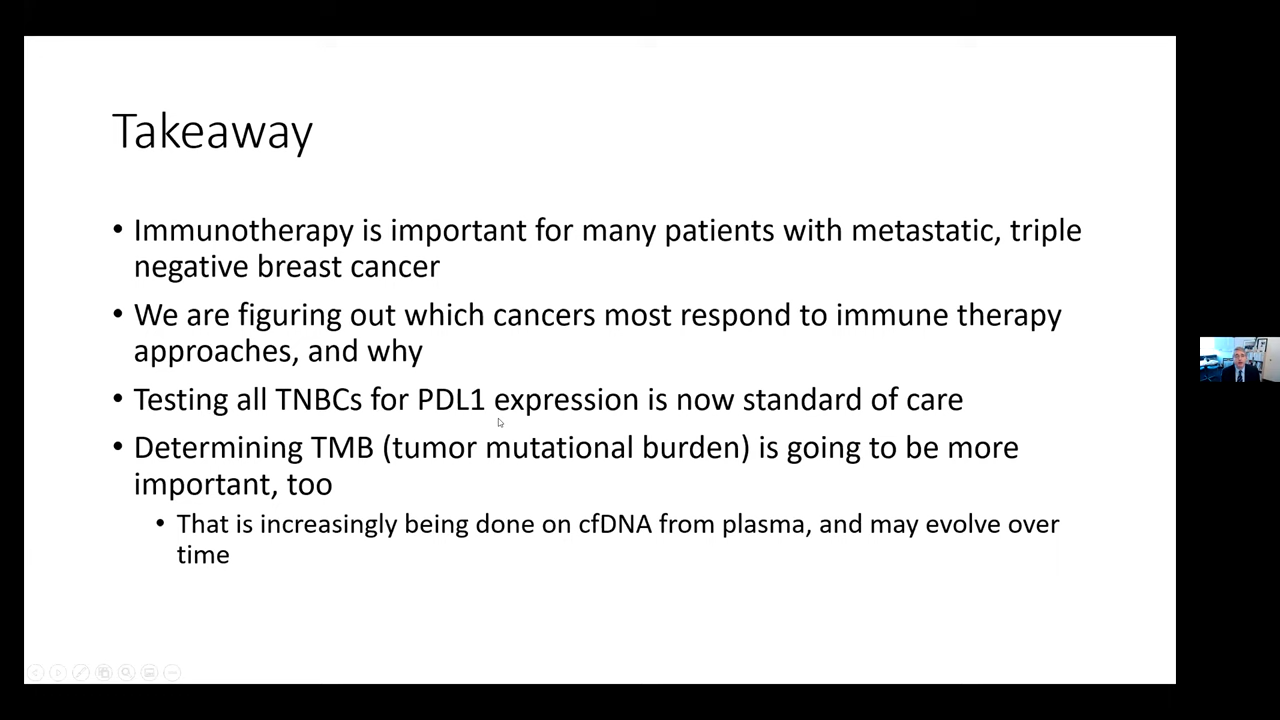 Takeaway
• Immunotherapy is important for many patients with metastatic, triple
negative breast cancer
• We are figuring out which cancers most respond to immune therapy
approaches, and why
• Testing all TNBCs for PDL1 expression is now standard of care
• Determining TMB (tumor mutational burden) is going to be more
important, too
• That is increasingly being done on cfDNA from plasma, and may evolve over
time